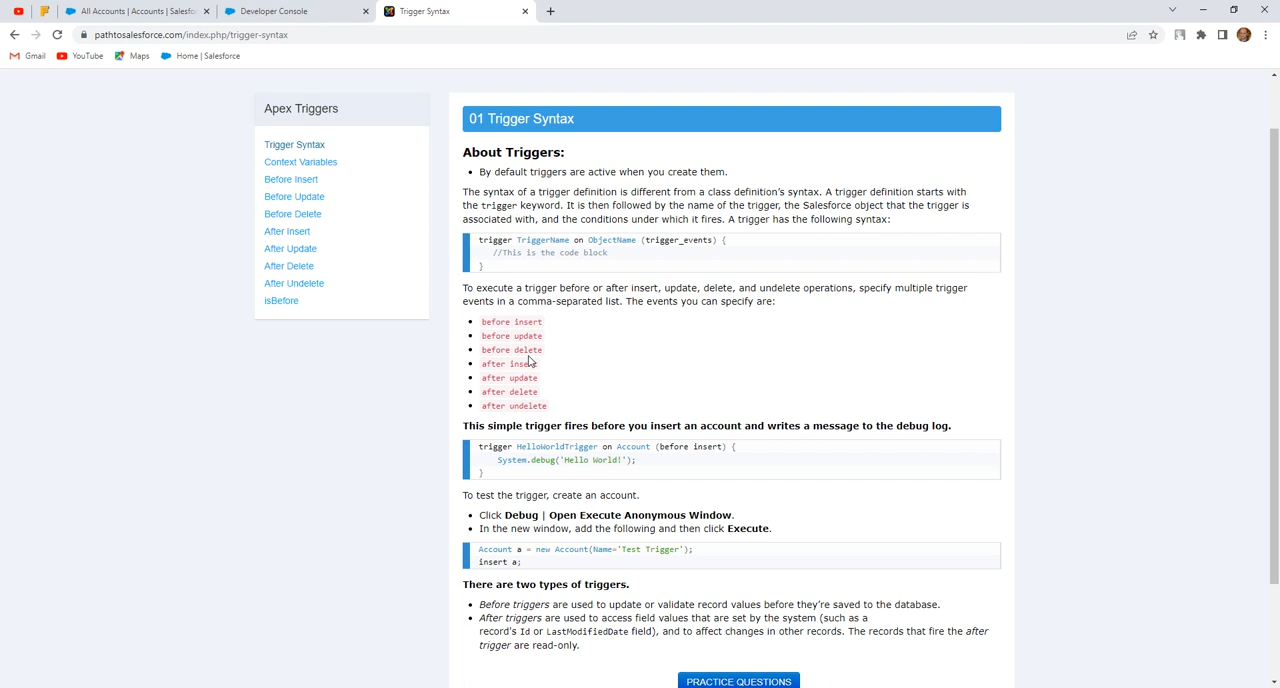 All Accounts | Accounts | Salesfo
Developer Console
Trigger Syntax
pathtosalesforce.com/index.php/trigger-syntax
Gmail
YouTube
Maps
Home | Salesforce
Apex Triggers
Trigger Syntax
Context Variables
Before Insert
Before Update
Before Delete
After Insert
After Update
After Delete
After Undelete
isBefore
01 Trigger Syntax
About Triggers:
By default triggers are active when you create them.
The syntax of a trigger definition is different from a class definition's syntax. A trigger definition starts with
the trigger keyword. It is then followed by the name of the trigger, the Salesforce object that the trigger is
associated with, and the conditions under which it fires. A trigger has the following syntax:
trigger TriggerName on ObjectName (trigger_events) {
//This is the code block
}
To execute a trigger before or after insert, update, delete, and undelete operations, specify multiple trigger
events in a comma-separated list. The events you can specify are:
before insert
before update
before delete
after insert
after update
after delete
after undelete
This simple trigger fires before you insert an account and writes a message to the debug log.
trigger HelloWorldTrigger on Account (before insert) {
System.debug('Hello World!');
}
To test the trigger, create an account.
Click Debug | Open Execute Anonymous Window.
In the new window, add the following and then click Execute.
Account a = new Account(Name='Test Trigger');
insert a;
There are two types of triggers.
Before triggers are used to update or validate record values before they're saved to the database.
After triggers are used to access field values that are set by the system (such as a
record's Id or LastModifiedDate field), and to affect changes in other records. The records that fire the after
trigger are read-only.
PRACTICE QUESTIONS